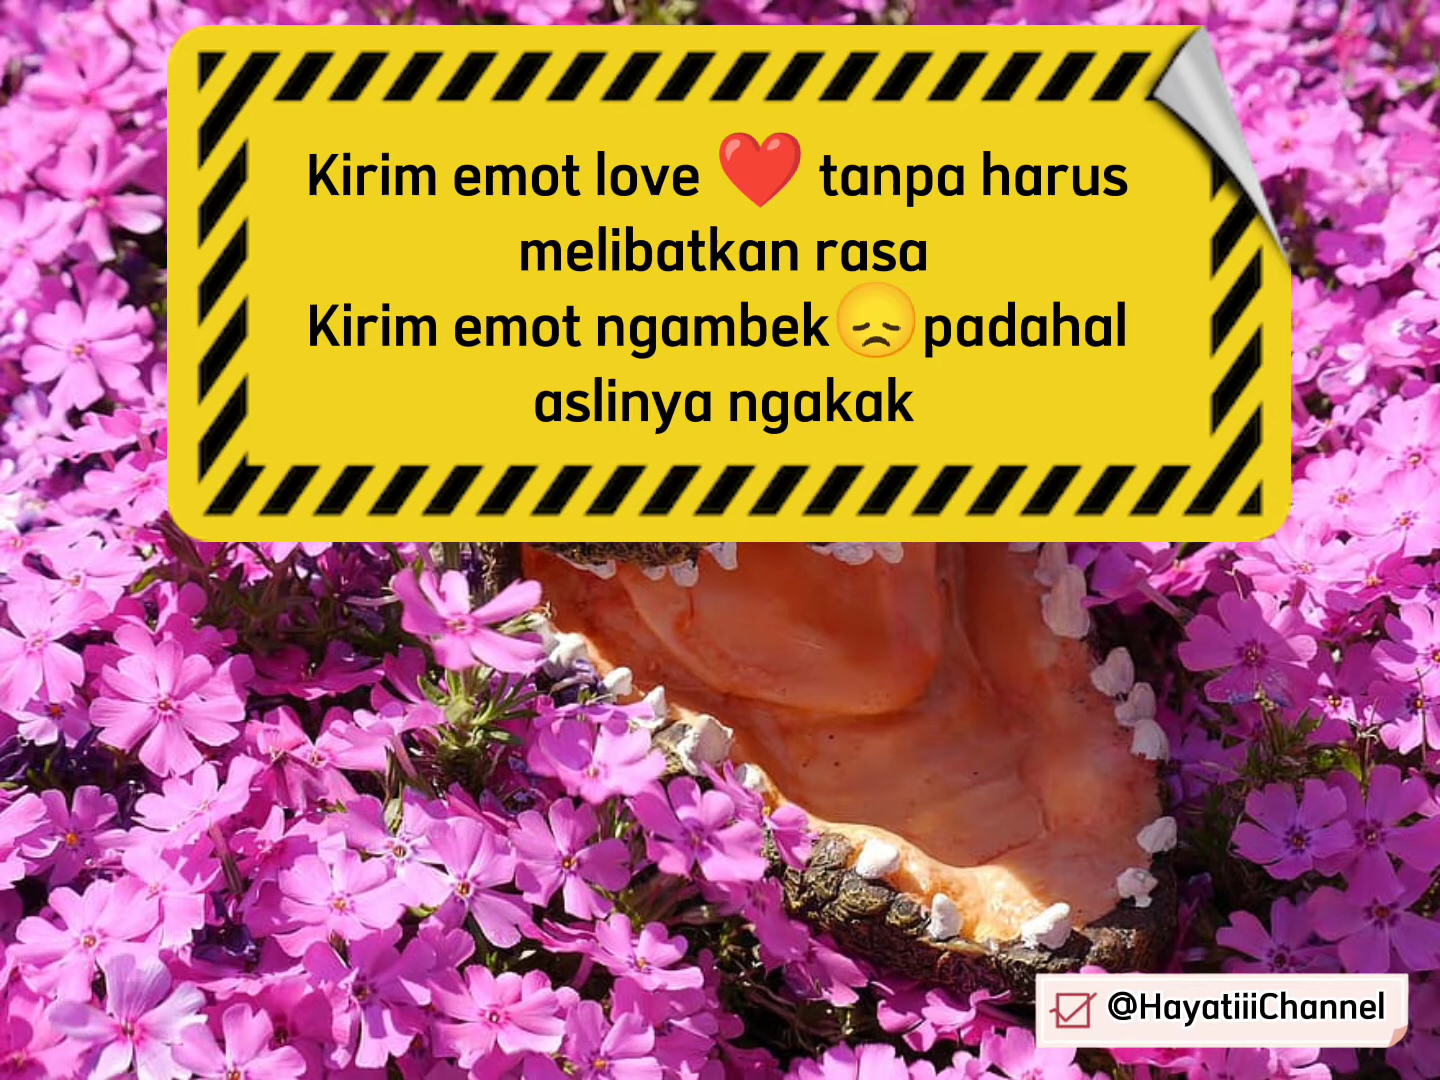 Kirim emot love ❤️ tanpa harus
melibatkan rasa
Kirim emot ngambek😞padahal
aslinya ngakak
@HayatiiiChannel